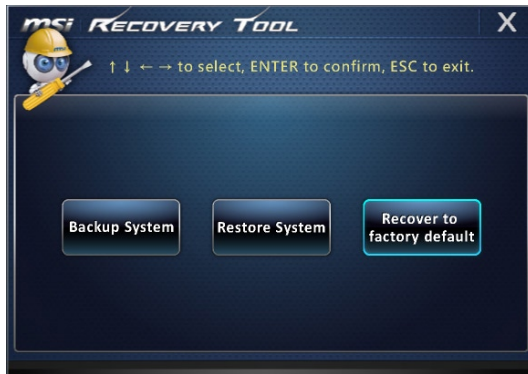 msi RECOVERY TOOL X
↑ ↓ ← → to select, ENTER to confirm, ESC to exit.
Backup System
Restore System
Recover to
factory default